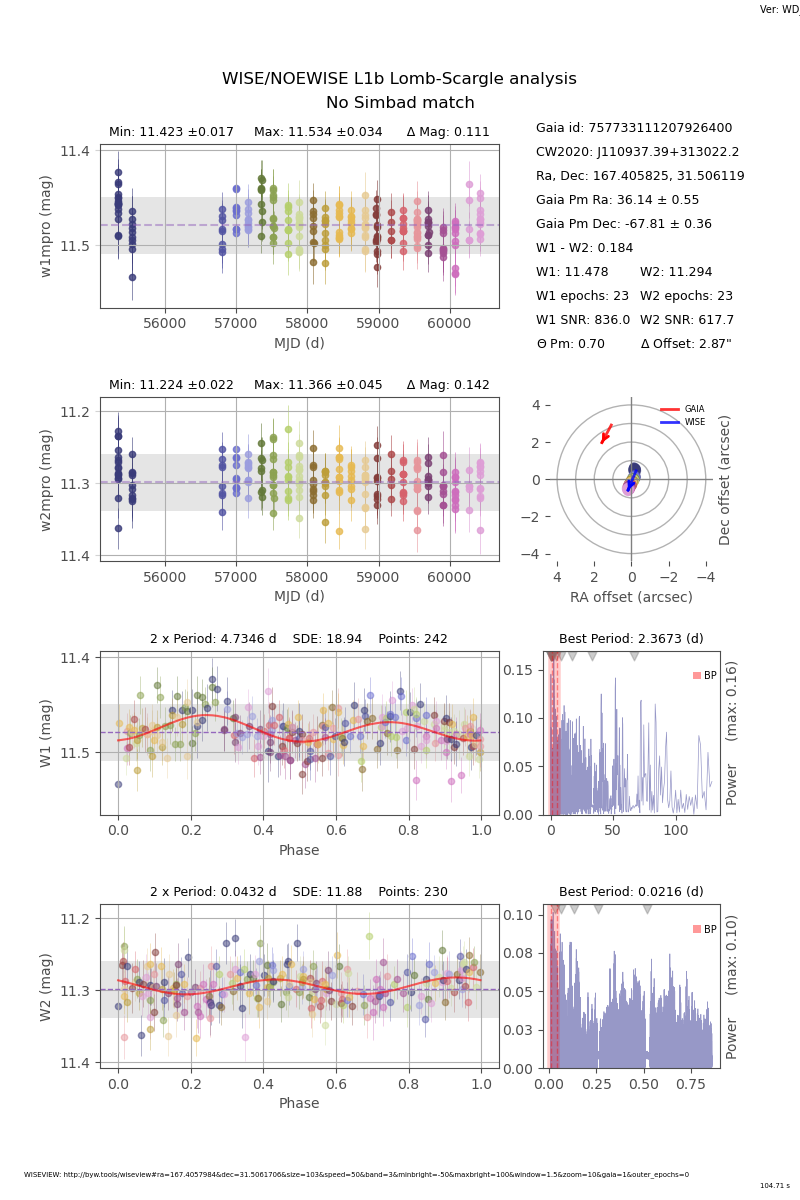 Ver: WD_
WISE/NOEWISE L1b Lomb-Scargle analysis
No Simbad match
Min: 11.423 ±0.017 Max: 11.534 ±0.034 Δ Mag: 0.111
11.4
11.5
w1mpro (mag)
56000 57000 58000 59000 60000
MJD (d)
Gaia id: 757733111207926400
CW2020: J110937.39+313022.2
Ra, Dec: 167.405825, 31.506119
Gaia Pm Ra: 36.14 ± 0.55
Gaia Pm Dec: -67.81 ± 0.36
W1 - W2: 0.184
W1: 11.478 W2: 11.294
W1 epochs: 23 W2 epochs: 23
W1 SNR: 836.0 W2 SNR: 617.7
Θ Pm: 0.70 Δ Offset: 2.87"
Min: 11.224 ±0.022 Max: 11.366 ±0.045 Δ Mag: 0.142
11.2
11.3
11.4
w2mpro (mag)
56000 57000 58000 59000 60000
MJD (d)
GAIA
WISE
4
2
0
−2
−4
4 2 0 −2 −4
RA offset (arcsec)
Dec offset (arcsec)
2 x Period: 4.7346 d SDE: 18.94 Points: 242
11.4
11.5
W1 (mag)
0.0 0.2 0.4 0.6 0.8 1.0
Phase
Best Period: 2.3673 (d)
BP
0.15
0.10
0.05
0.00
0 50 100
Power (max: 0.16)
2 x Period: 0.0432 d SDE: 11.88 Points: 230
11.2
11.3
11.4
W2 (mag)
0.0 0.2 0.4 0.6 0.8 1.0
Phase
Best Period: 0.0216 (d)
BP
0.10
0.08
0.05
0.03
0.00
0.00 0.25 0.50 0.75
Power (max: 0.10)
WISEVIEW: http://byw.tools/wiseview#ra=167.4057984&dec=31.5061706&size=103&speed=50&band=3&minbright=-50&maxbright=100&window=1.5&zoom=10&gaia=1&outer_epochs=0
104.71 s